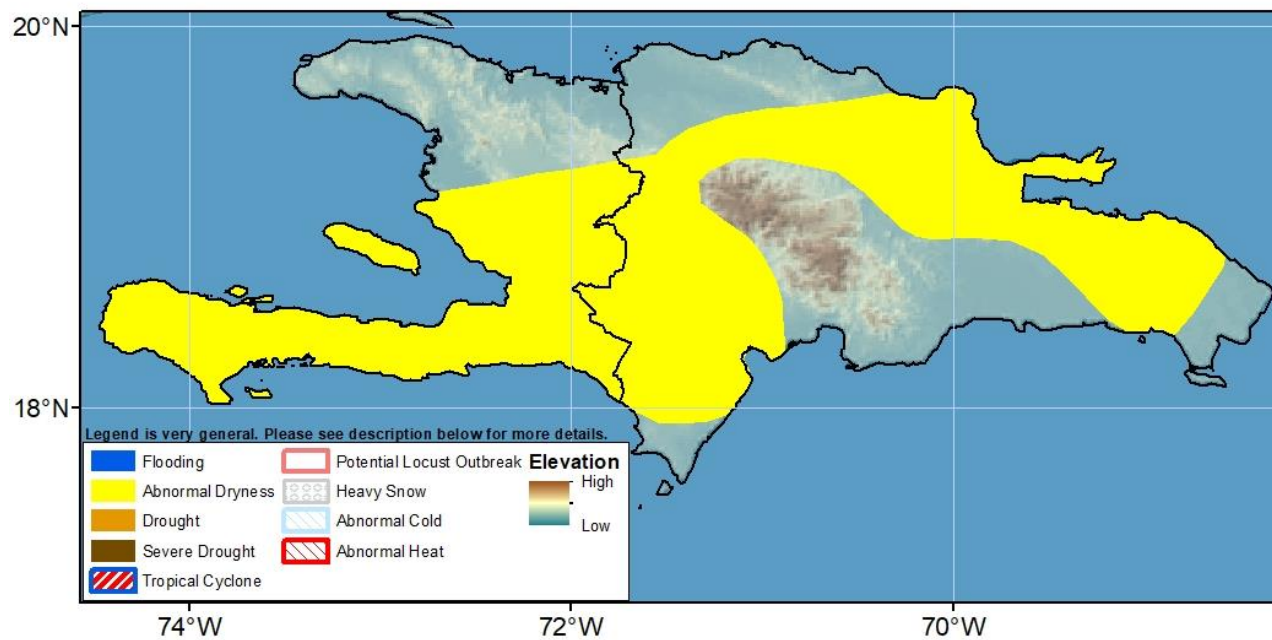 20°N
18°N
Legend is very general. Please see description below for more details.
Flooding
Potential Locust Outbreak
Elevation
Abnormal Dryness
Heavy Snow
High
Drought
Abnormal Cold
Low
Severe Drought
Abnormal Heat
Tropical Cyclone
74°W
72°W
70°W